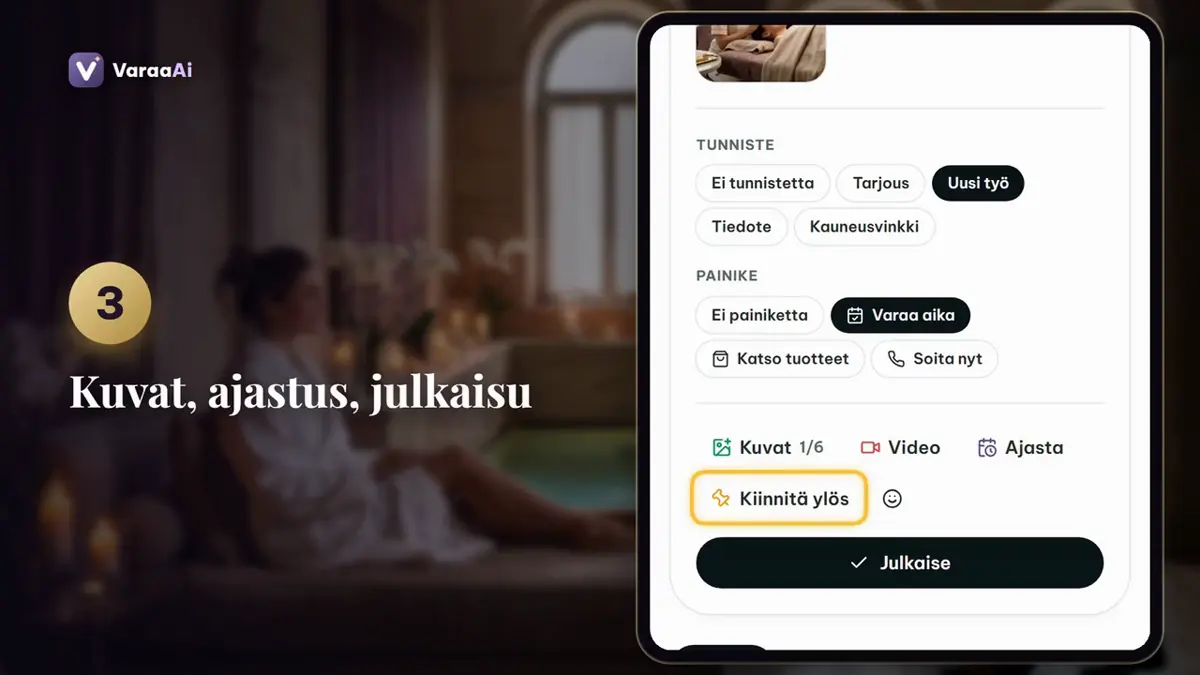 VaraaAi
3
Kuvat, ajastus, julkaisu
TUNNISTE
Ei tunnistetta
Tarjous
Uusi työ
Tiedote
Kauneusvinkki
PAINIKE
Ei painiketta
Varaa aika
Katso tuotteet
Soita nyt
Kuvat 1/6
Video
Ajasta
Kiinnitä ylös
Julkaise